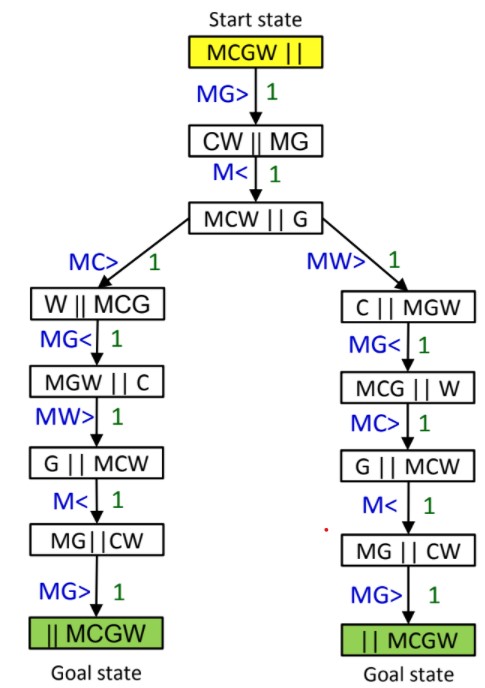 Start state
MCGW ||
MG> 1
CW || MG
M< 1
MCW || G
MC> 1
W || MCG
MG< 1
MGW || C
MW> 1
G || MCW
M< 1
MG||CW
MG> 1
|| MCGW
Goal state
MW> 1
C || MGW
MG< 1
MCG || W
MC> 1
G || MCW
M< 1
MG || CW
MG> 1
|| MCGW
Goal state